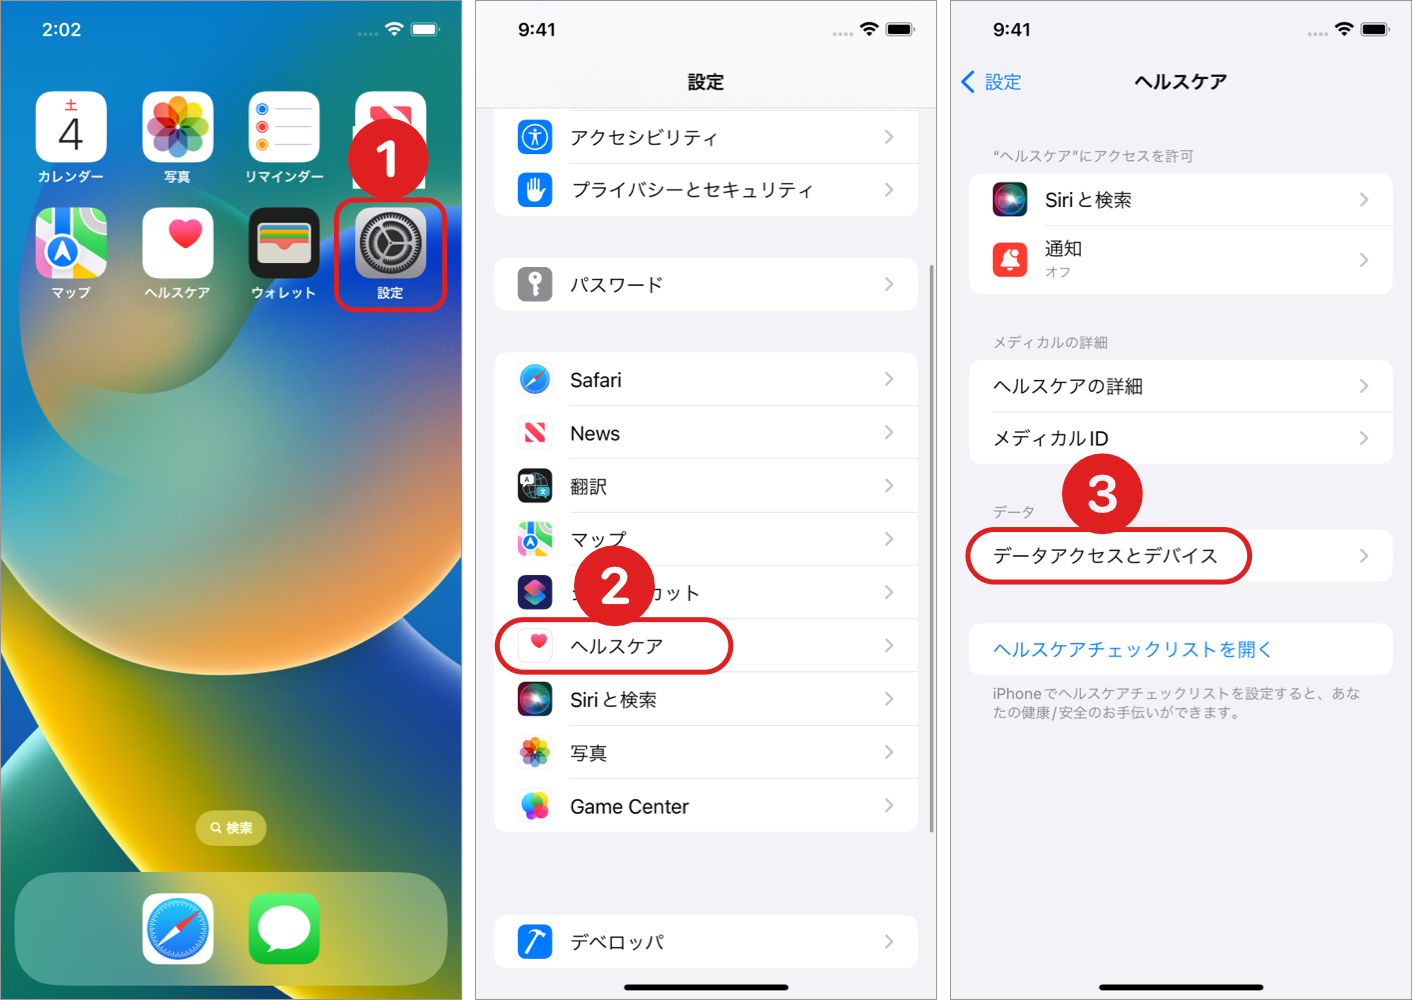 2:02
土
4
カレンダー
写真
リマインダー
1
マップ
ヘルスケア
ウォレット
設定
検索
9:41
設定
アクセシビリティ
プライバシーとセキュリティ
パスワード
Safari
News
翻訳
マップ
2
カット
ヘルスケア
Siriと検索
写真
Game Center
デベロッパ
9:41
設定
ヘルスケア
“ヘルスケア”にアクセスを許可
Siriと検索
通知
オフ
メディカルの詳細
ヘルスケアの詳細
メディカルID
データ
3
データアクセスとデバイス
ヘルスケアチェックリストを開く
iPhoneでヘルスケアチェックリストを設定すると、あな
たの健康/安全のお手伝いができます。